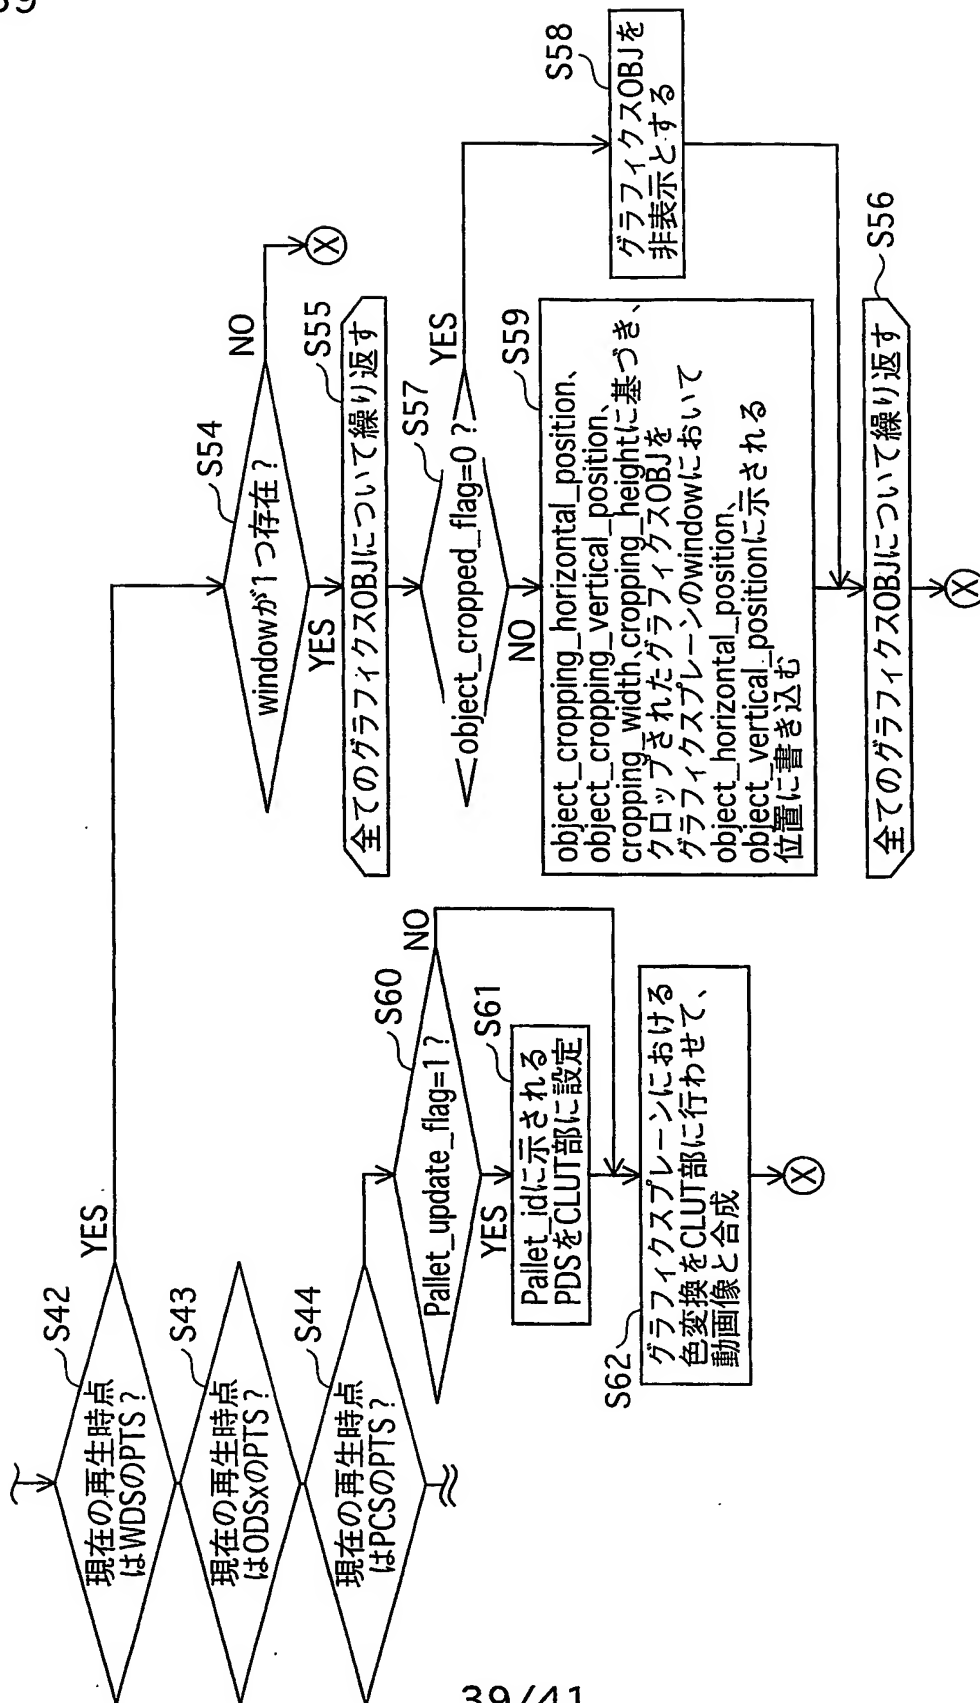 39
現在の再生時点
はWDSのPTS？
S42
YES
現在の再生時点
はODSxのPTS？
S43
現在の再生時点
はPCSのPTS？
S44
windowが1つ存在？
S54
NO
X
YES
全てのグラフィクスOBJについて繰り返す
S55
object_cropped_flag=0？
S57
YES
グラフィクスOBJを
非表示とする
S58
NO
S59
object_cropping_horizontal_position、
object_cropping_vertical_position、
cropping_width、cropping_heightに基づき、
クロップされたグラフィクスOBJを
グラフィクスプレーンのwindowにおいて
object_horizontal_position、
object_vertical_positionに示される
位置に書き込む
全てのグラフィクスOBJについて繰り返す
S56
X
Pallet_update_flag=1？
S60
NO
YES
S61
Pallet_idに示される
PDSをCLUT部に設定
S62
グラフィクスプレーンにおける
色変換をCLUT部に行わせて、
動画像と合成
X
39/41